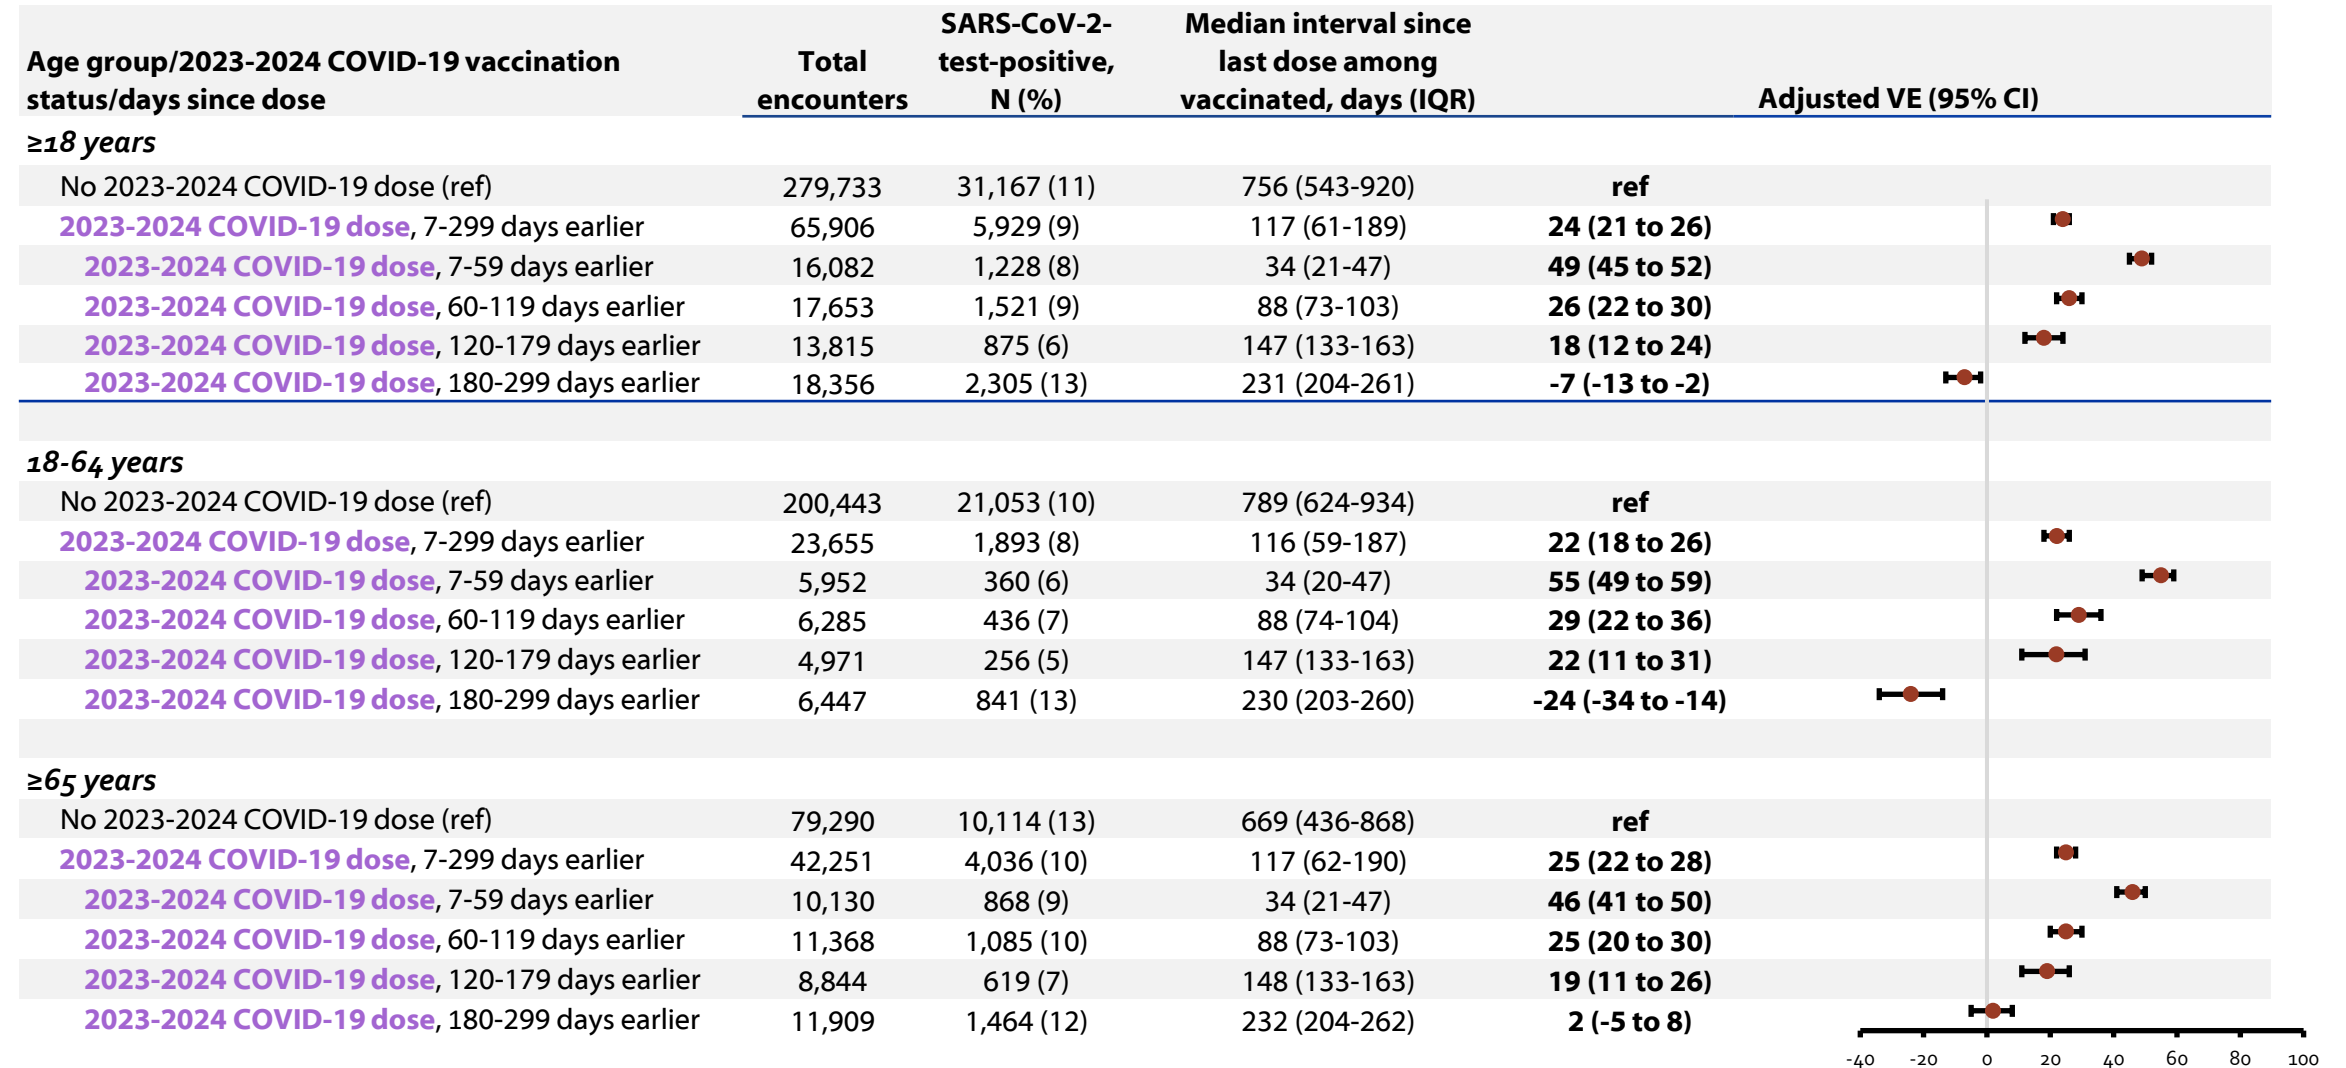 Age group/2023-2024 COVID-19 vaccination status/days since dose
Total encounters
SARS-CoV-2-test-positive, N (%)
Median interval since last dose among vaccinated, days (IQR)
Adjusted VE (95% CI)
≥18 years
No 2023-2024 COVID-19 dose (ref) 279,733 31,167 (11) 756 (543-920) ref
2023-2024 COVID-19 dose, 7-299 days earlier 65,906 5,929 (9) 117 (61-189) 24 (21 to 26)
2023-2024 COVID-19 dose, 7-59 days earlier 16,082 1,228 (8) 34 (21-47) 49 (45 to 52)
2023-2024 COVID-19 dose, 60-119 days earlier 17,653 1,521 (9) 88 (73-103) 26 (22 to 30)
2023-2024 COVID-19 dose, 120-179 days earlier 13,815 875 (6) 147 (133-163) 18 (12 to 24)
2023-2024 COVID-19 dose, 180-299 days earlier 18,356 2,305 (13) 231 (204-261) -7 (-13 to -2)
18-64 years
No 2023-2024 COVID-19 dose (ref) 200,443 21,053 (10) 789 (624-934) ref
2023-2024 COVID-19 dose, 7-299 days earlier 23,655 1,893 (8) 116 (59-187) 22 (18 to 26)
2023-2024 COVID-19 dose, 7-59 days earlier 5,952 360 (6) 34 (20-47) 55 (49 to 59)
2023-2024 COVID-19 dose, 60-119 days earlier 6,285 436 (7) 88 (74-104) 29 (22 to 36)
2023-2024 COVID-19 dose, 120-179 days earlier 4,971 256 (5) 147 (133-163) 22 (11 to 31)
2023-2024 COVID-19 dose, 180-299 days earlier 6,447 841 (13) 230 (203-260) -24 (-34 to -14)
≥65 years
No 2023-2024 COVID-19 dose (ref) 79,290 10,114 (13) 669 (436-868) ref
2023-2024 COVID-19 dose, 7-299 days earlier 42,251 4,036 (10) 117 (62-190) 25 (22 to 28)
2023-2024 COVID-19 dose, 7-59 days earlier 10,130 868 (9) 34 (21-47) 46 (41 to 50)
2023-2024 COVID-19 dose, 60-119 days earlier 11,368 1,085 (10) 88 (73-103) 25 (20 to 30)
2023-2024 COVID-19 dose, 120-179 days earlier 8,844 619 (7) 148 (133-163) 19 (11 to 26)
2023-2024 COVID-19 dose, 180-299 days earlier 11,909 1,464 (12) 232 (204-262) 2 (-5 to 8)
-40 -20 0 20 40 60 80 100